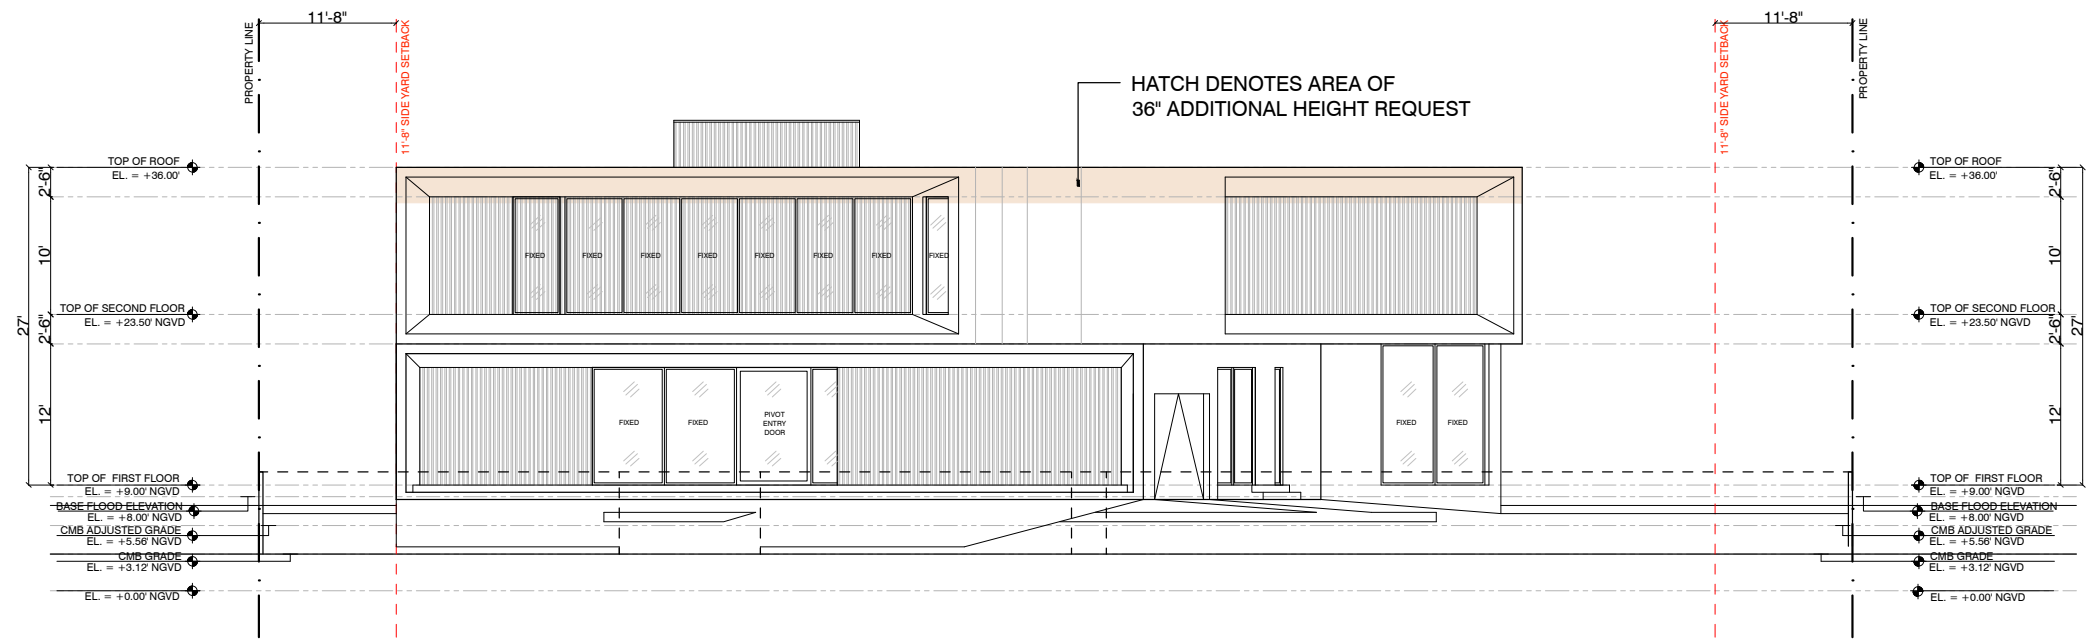 11'-8"
11'-8"
PROPERTY LINE
11'-8" SIDE YARD SETBACK
11'-8" SIDE YARD SETBACK
PROPERTY LINE
HATCH DENOTES AREA OF
36" ADDITIONAL HEIGHT REQUEST
TOP OF ROOF
EL. = +36.00'
TOP OF ROOF
EL. = +36.00'
2'-6"
2'-6"
10'
FIXED
FIXED
FIXED
FIXED
FIXED
FIXED
FIXED
FIXED
10'
TOP OF SECOND FLOOR
EL. = +23.50' NGVD
TOP OF SECOND FLOOR
EL. = +23.50' NGVD
27'
2'-6"
2'-6"
27'
12'
FIXED
FIXED
PIVOT
ENTRY
DOOR
FIXED
FIXED
12'
TOP OF FIRST FLOOR
EL. = +9.00' NGVD
BASE FLOOD ELEVATION
EL. = +8.00' NGVD
CMB ADJUSTED GRADE
EL. = +5.56' NGVD
CMB GRADE
EL. = +3.12' NGVD
EL. = +0.00' NGVD
TOP OF FIRST FLOOR
EL. = +9.00' NGVD
BASE FLOOD ELEVATION
EL. = +8.00' NGVD
CMB ADJUSTED GRADE
EL. = +5.56' NGVD
CMB GRADE
EL. = +3.12' NGVD
EL. = +0.00' NGVD